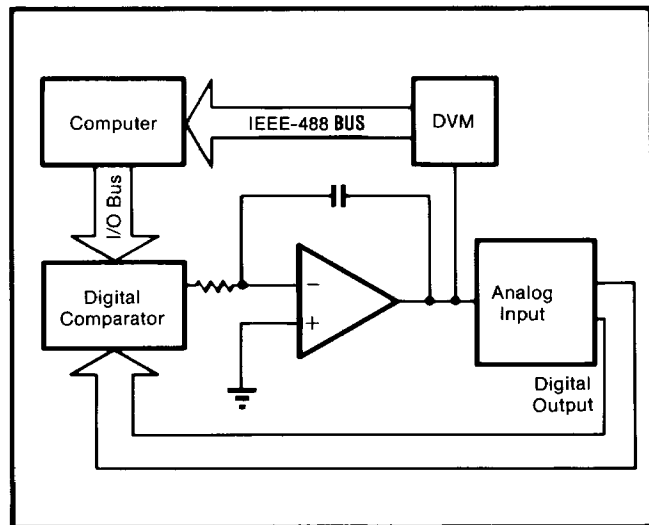 Computer
IEEE-488 BUS
DVM
I/O Bus
Digital
Comparator
−
+
Analog
Input
Digital
Output